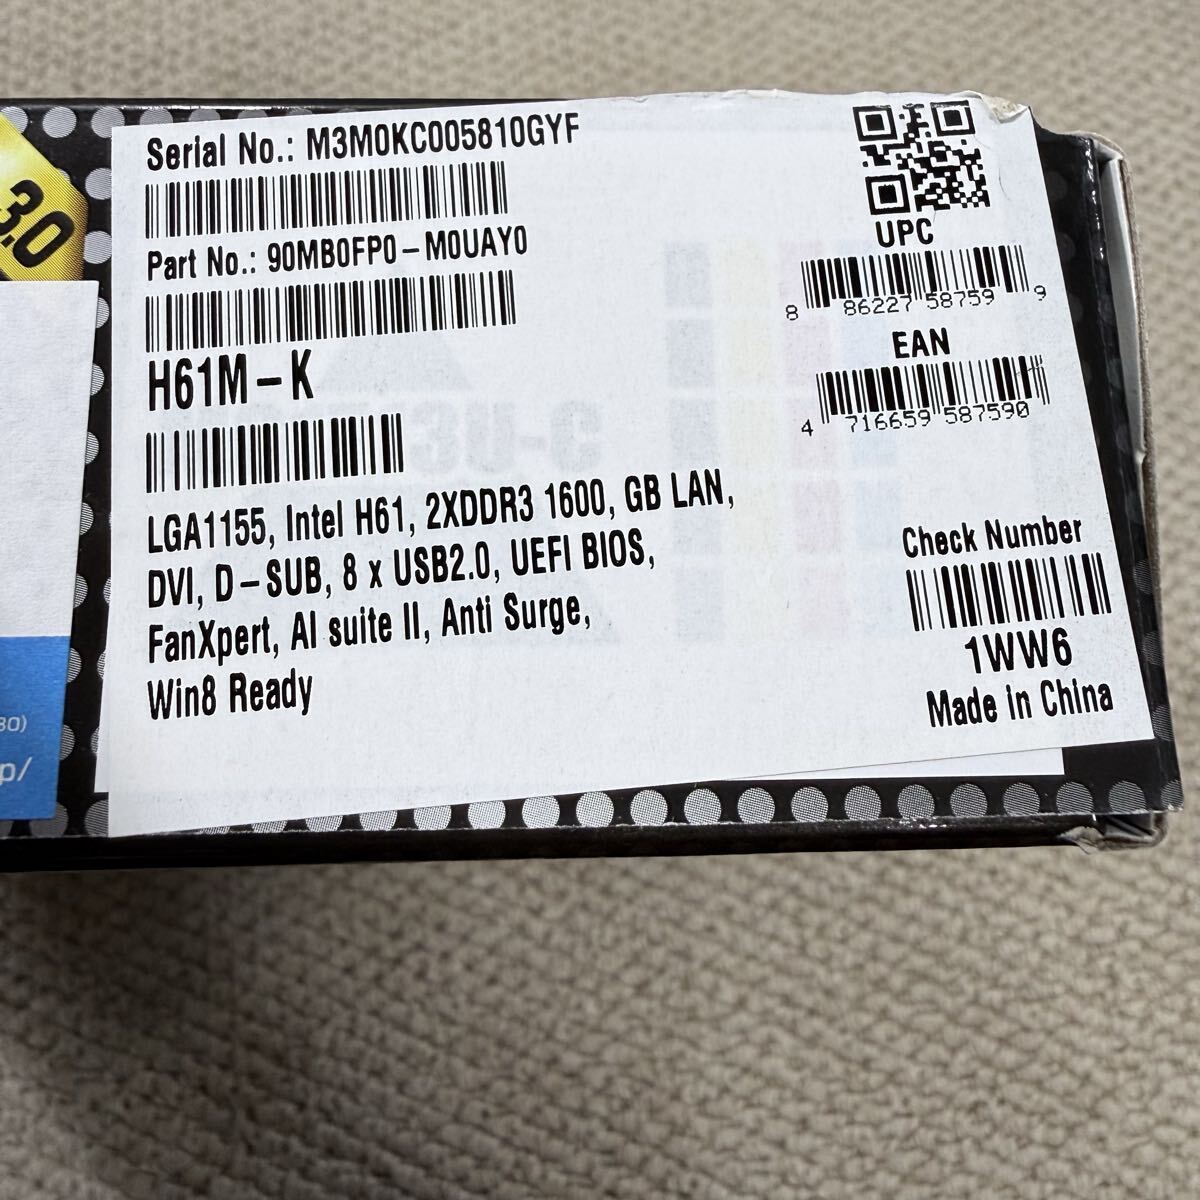 3.0
Serial No.: M3M0KC005810GYF
Part No.: 90MB0FP0-M0UAY0
H61M-K
LGA1155, Intel H61, 2XDDR3 1600, GB LAN,
DVI, D-SUB, 8 x USB2.0, UEFI BIOS,
FanXpert, AI suite II, Anti Surge,
Win8 Ready
UPC
8 86227 58759 9
EAN
4 716659 587590
Check Number
1WW6
Made in China
3U-C
30)
p/